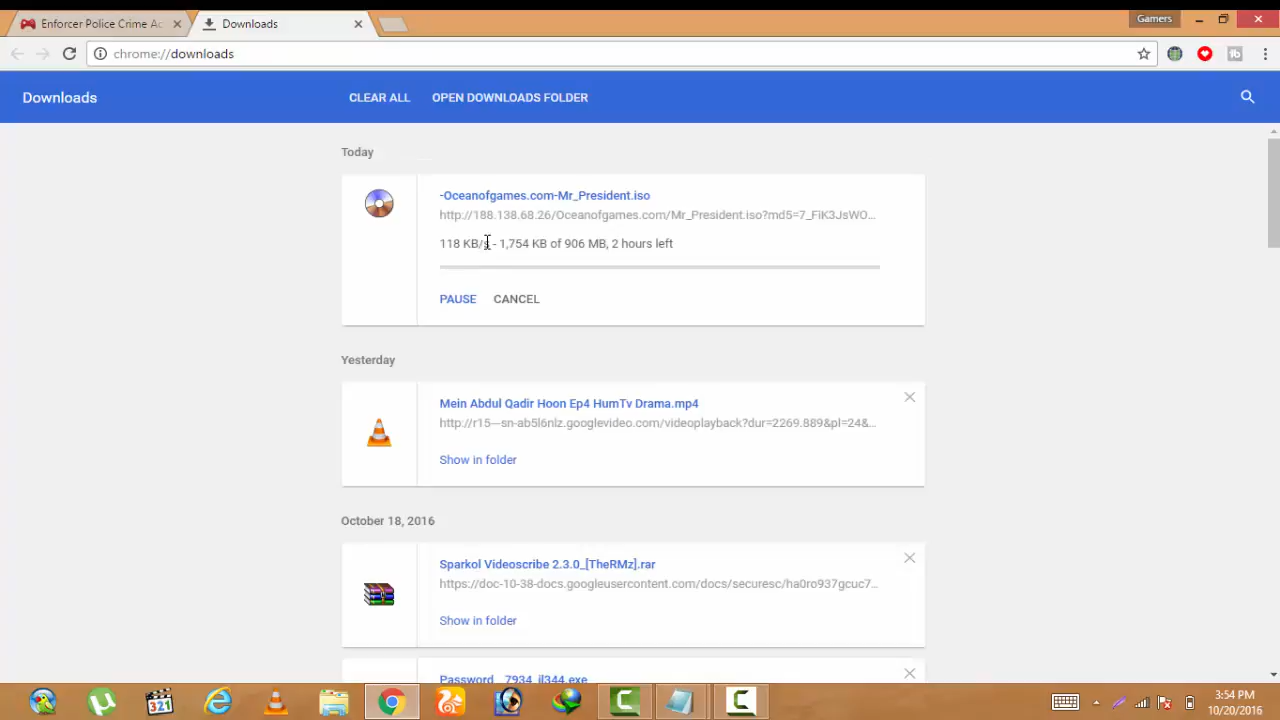 Enforcer Police Crime Ac
Downloads
Gamers
chrome://downloads
Downloads
CLEAR ALL
OPEN DOWNLOADS FOLDER
Today
-Oceanofgames.com-Mr_President.iso
http://188.138.68.26/Oceanofgames.com/Mr_President.iso?md5=7_FiK3JsWO...
118 KB/s - 1,754 KB of 906 MB, 2 hours left
PAUSE
CANCEL
Yesterday
Mein Abdul Qadir Hoon Ep4 HumTv Drama.mp4
http://r15---sn-ab5l6nlz.googlevideo.com/videoplayback?dur=2269.889&pl=24&...
Show in folder
October 18, 2016
Sparkol Videoscribe 2.3.0_[TheRMz].rar
https://doc-10-38-docs.googleusercontent.com/docs/securesc/ha0ro937gcuc7...
Show in folder
Password__7934_il344.exe
321
3:54 PM
10/20/2016